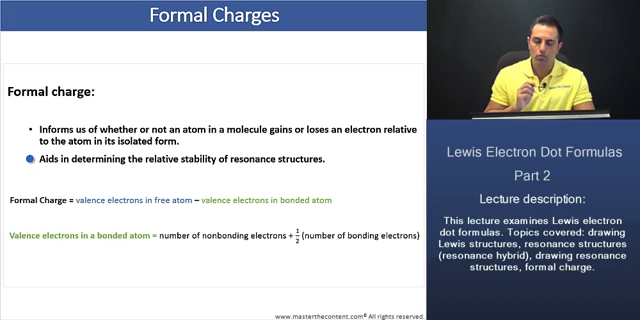 Formal Charges
Formal charge:
• Informs us of whether or not an atom in a molecule gains or loses an electron relative
to the atom in its isolated form.
Aids in determining the relative stability of resonance structures.
Formal Charge = valence electrons in free atom – valence electrons in bonded atom
Valence electrons in a bonded atom = number of nonbonding electrons + 1/2 (number of bonding electrons)
www.masterthecontent.com® All rights reserved.
Lewis Electron Dot Formulas
Part 2
Lecture description:
This lecture examines Lewis electron
dot formulas. Topics covered: drawing
Lewis structures, resonance structures
(resonance hybrid), drawing resonance
structures, formal charge.